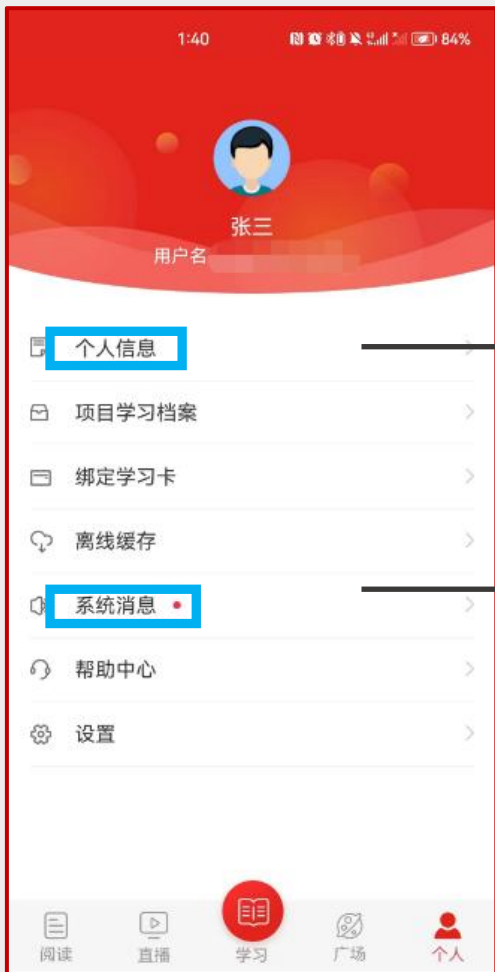 1:40 84%
张三
用户名
个人信息
项目学习档案
绑定学习卡
离线缓存
系统消息
帮助中心
设置
阅读 直播 学习 广场 个人